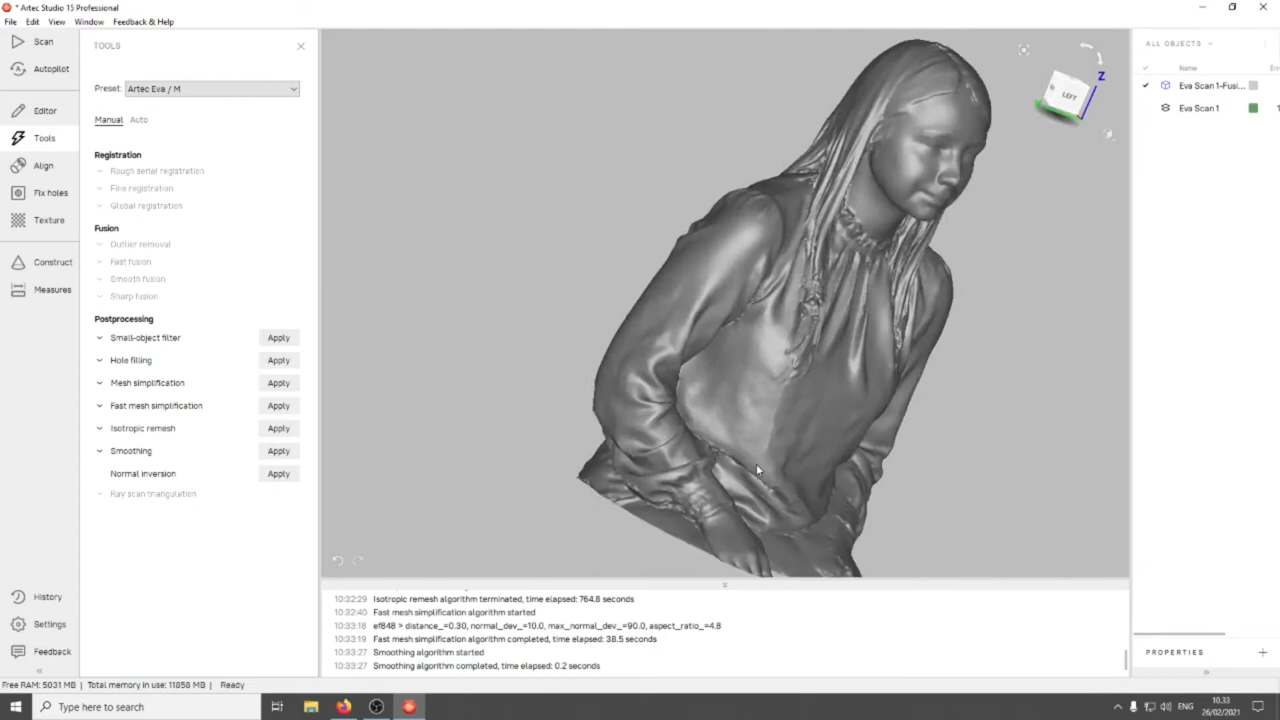 * Artec Studio 15 Professional
File Edit View Window Feedback & Help
Scan
Autopilot
Editor
Tools
Align
Fix holes
Texture
Construct
Measures
History
Settings
Feedback
TOOLS
Preset: Artec Eva / M
Manual Auto
Registration
Rough serial registration
Fine registration
Global registration
Fusion
Outlier removal
Fast fusion
Smooth fusion
Sharp fusion
Postprocessing
Small-object filter Apply
Hole filling Apply
Mesh simplification Apply
Fast mesh simplification Apply
Isotropic remesh Apply
Smoothing Apply
Normal inversion Apply
Ray scan triangulation
Z
LEFT
10:32:29 Isotropic remesh algorithm terminated, time elapsed: 764.8 seconds
10:32:40 Fast mesh simplification algorithm started
10:33:18 ef848 > distance_=0.30, normal_dev_=10.0, max_normal_dev_=90.0, aspect_ratio_=4.8
10:33:19 Fast mesh simplification algorithm completed, time elapsed: 38.5 seconds
10:33:27 Smoothing algorithm started
10:33:27 Smoothing algorithm completed, time elapsed: 0.2 seconds
ALL OBJECTS
Name Er
Eva Scan 1-Fusi...
Eva Scan 1 1
PROPERTIES
Free RAM: 5031 MB | Total memory in use: 11858 MB | Ready
Type here to search
ENG
10.33
26/02/2021